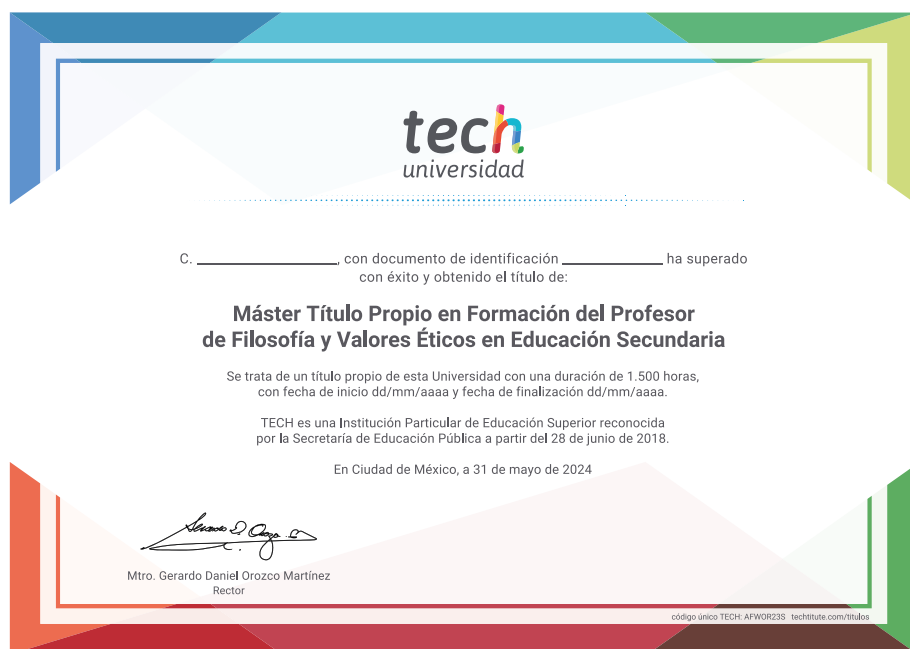 tech
universidad
C. ____________, con documento de identificación ____________ ha superado
con éxito y obtenido el título de:
Máster Título Propio en Formación del Profesor
de Filosofía y Valores Éticos en Educación Secundaria
Se trata de un título propio de esta Universidad con una duración de 1.500 horas,
con fecha de inicio dd/mm/aaaa y fecha de finalización dd/mm/aaaa.
TECH es una Institución Particular de Educación Superior reconocida
por la Secretaría de Educación Pública a partir del 28 de junio de 2018.
En Ciudad de México, a 31 de mayo de 2024
Mtro. Gerardo Daniel Orozco Martínez
Rector
código único TECH: AFWOR23S techtitute.com/titulos